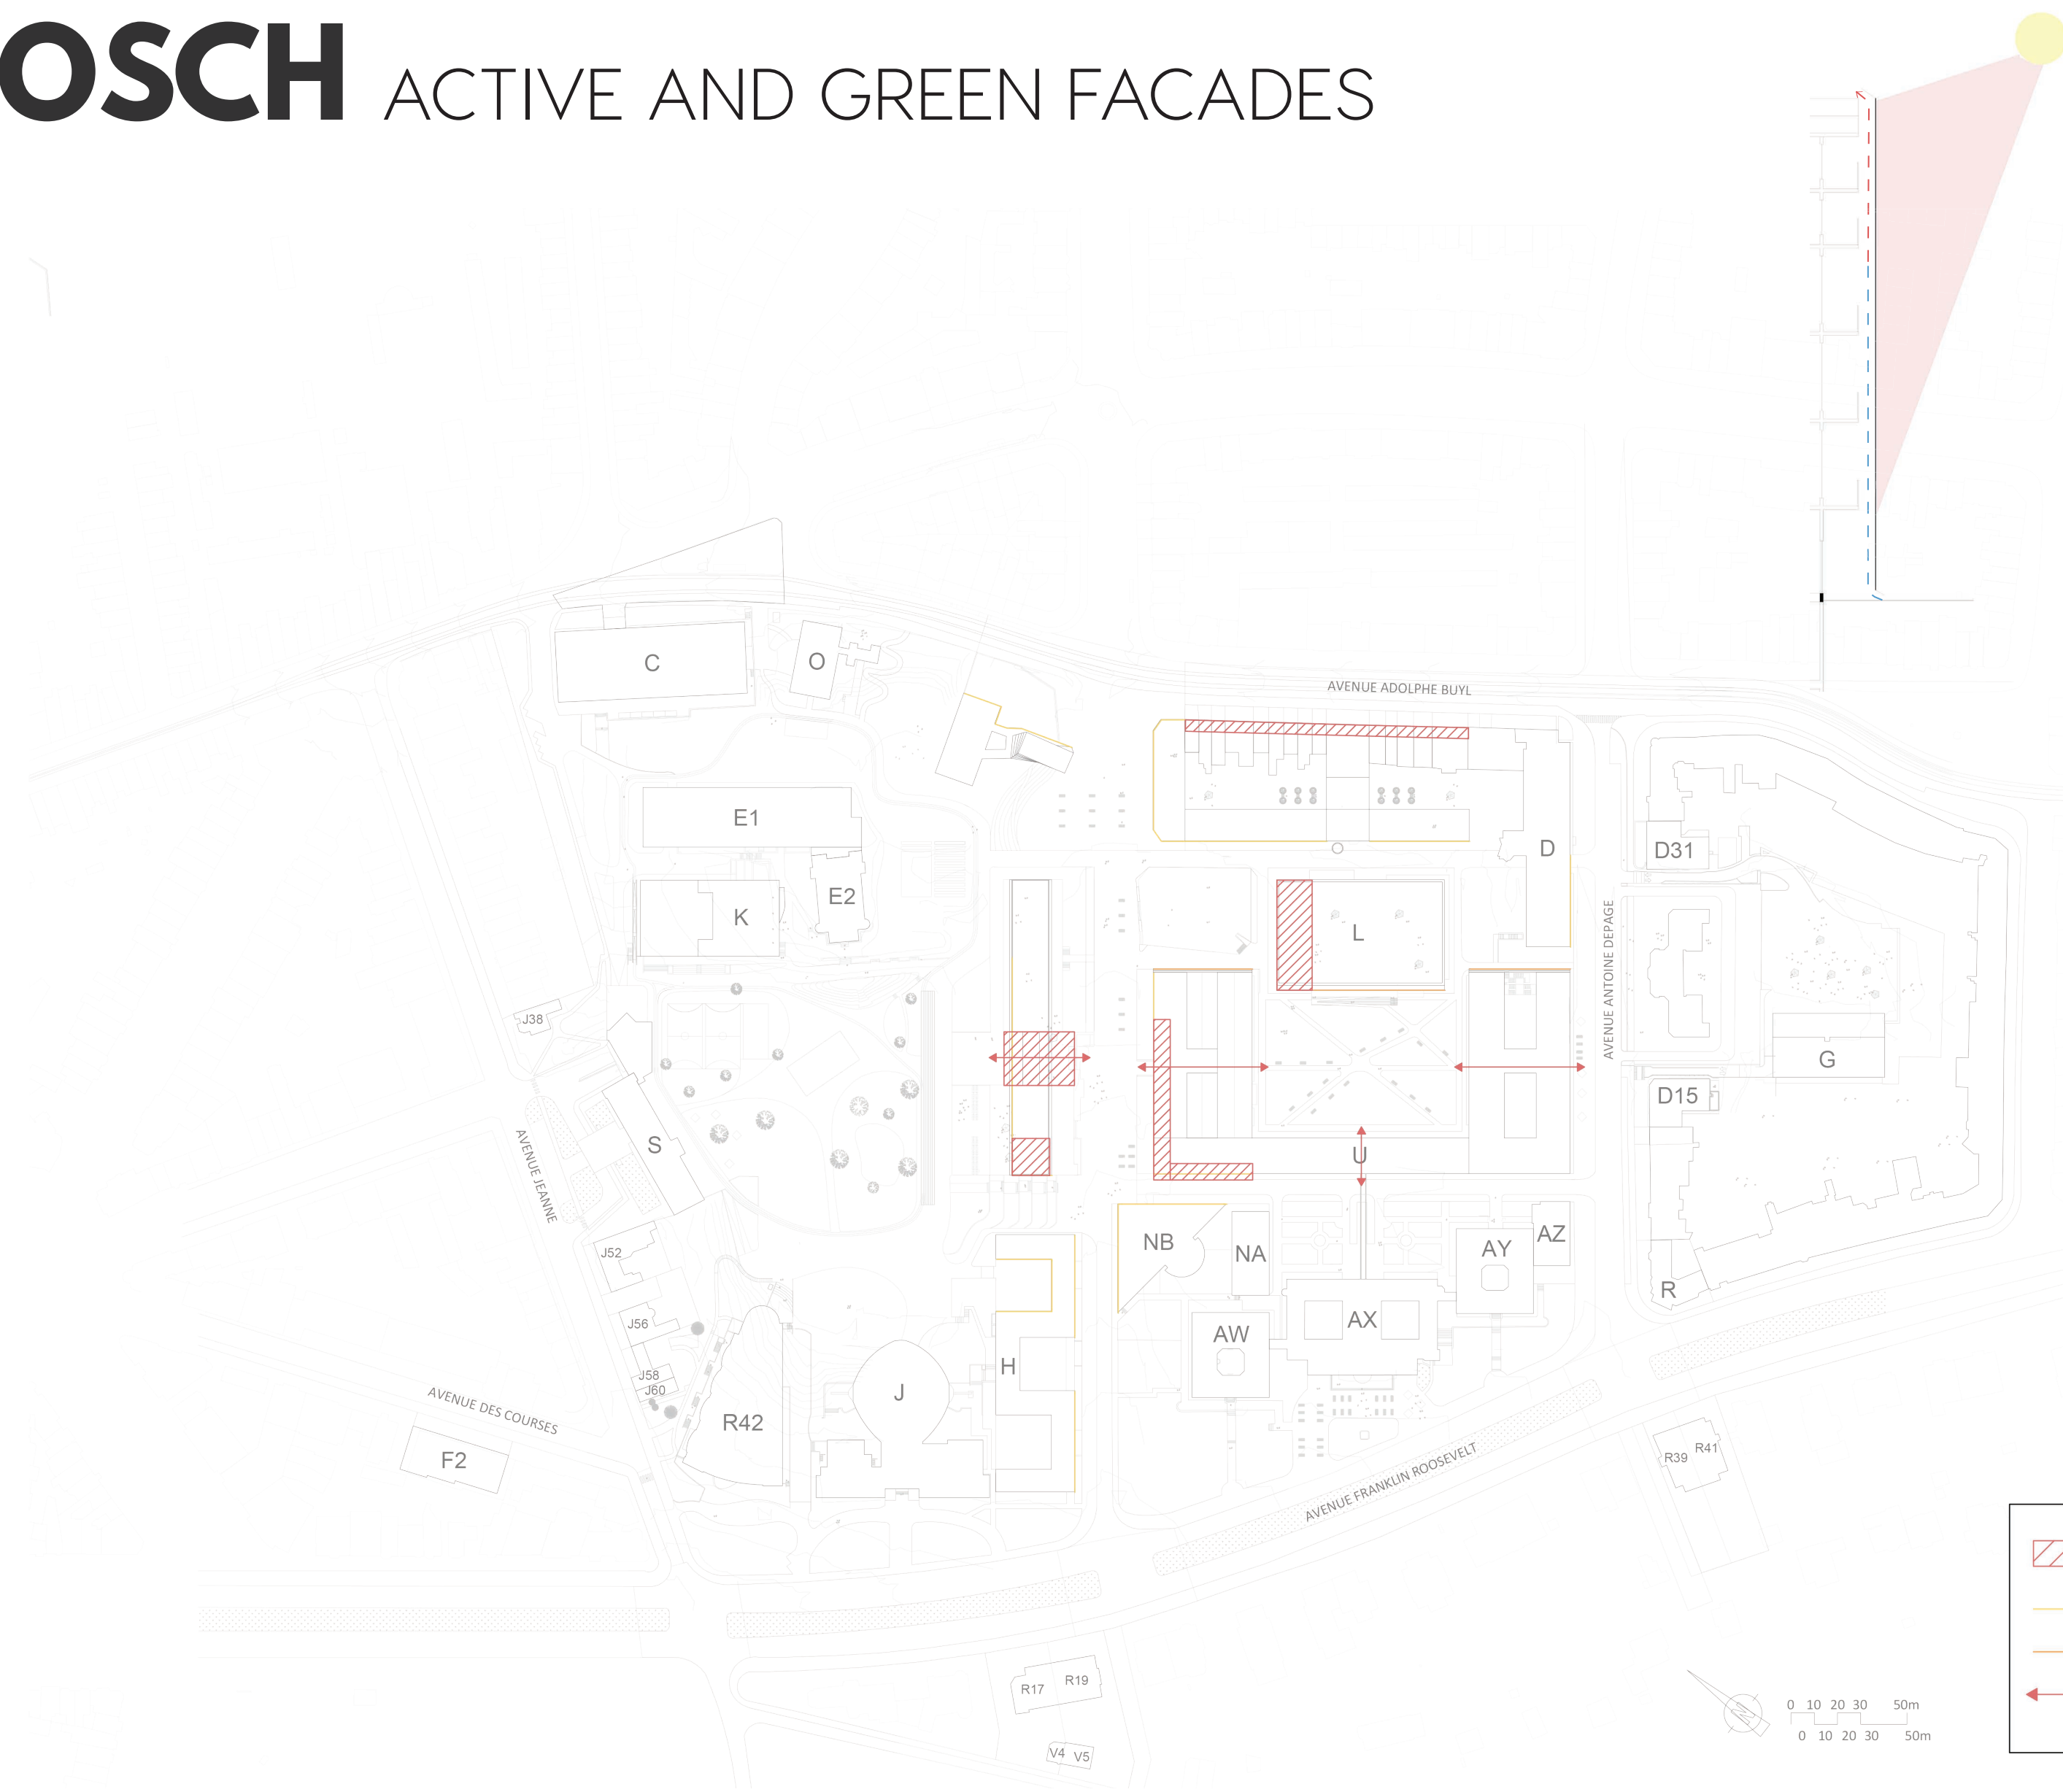 OSCH ACTIVE AND GREEN FACADES
AVENUE ADOLPHE BUYL
C
O
E1
E2
K
D
D31
L
AVENUE ANTOINE DEPAGE
J38
G
D15
S
U
AVENUE JEANNE
NB
NA
AY
AZ
J52
R
AX
AW
J56
H
J58
J60
J
R42
AVENUE DES COURSES
F2
R39
R41
AVENUE FRANKLIN ROOSEVELT
R17
R19
V4
V5
N
0 10 20 30 50m
0 10 20 30 50m